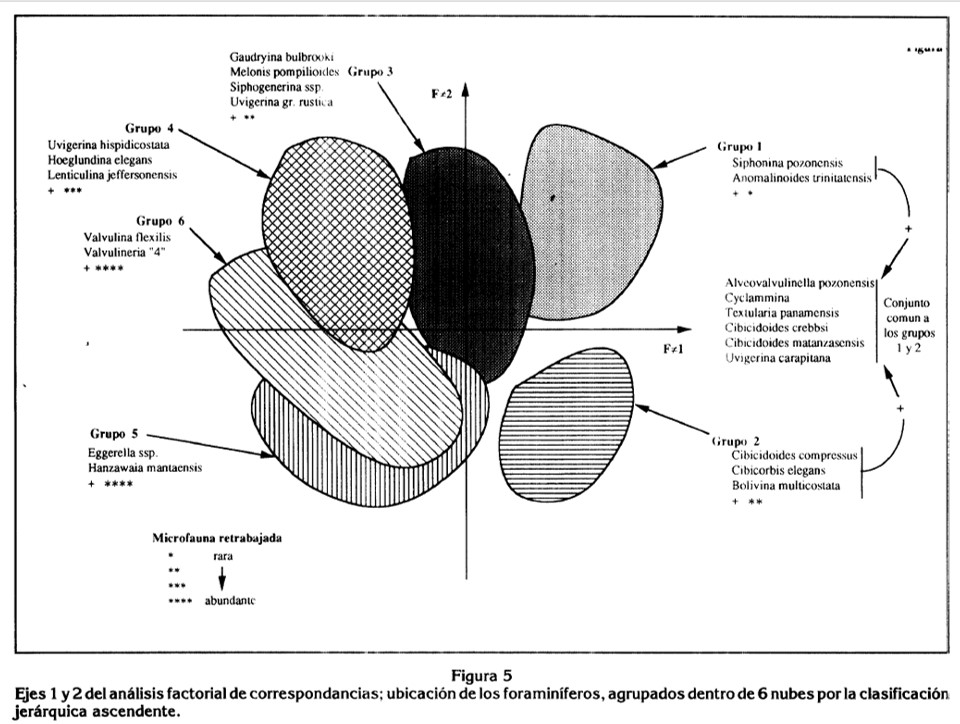 Gaudryina bulbrooki
Melonis pompilioides Grupo 3
Siphogenerina ssp.
Uvigerina gr. rustica
+ **
F≠2
Grupo 4
Uvigerina hispidicostata
Hoeglundina elegans
Lenticulina jeffersonensis
+ ***
Grupo 6
Valvulina flexilis
Valvulineria "4"
+ ****
Grupo 1
Siphonina pozonensis
Anomalinoides trinitatensis
+ *
+
Alveovalvulinella pozonensis
Cyclammina
Textularia panamensis
Cibicidoides crebbsi
Cibicidoides matanzasensis
Uvigerina carapitana
Conjunto
comun a
los grupos
1 y 2
F≠1
+
Grupo 5
Eggerella ssp.
Hanzawaia mantaensis
+ ****
Grupo 2
Cibicidoides compressus
Cibicorbis elegans
Bolivina multicostata
+ **
Microfauna retrabajada
* rara
**
***
**** abundante
Figura 5
Ejes 1 y 2 del análisis factorial de correspondancias; ubicación de los foraminíferos, agrupados dentro de 6 nubes por la clasificación
jerárquica ascendente.